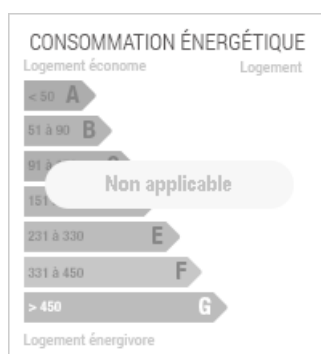 CONSOMMATION ÉNERGÉTIQUE
Logement économe Logement
< 50 A
51 à 90 B
91 à
Non applicable
151
231 à 330 E
331 à 450 F
> 450 G
Logement énergivore